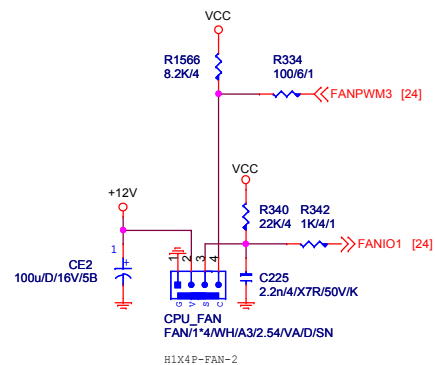 VCC
R1566
8.2K/4
R334
100/6/1
FANPWM3 [24]
VCC
+12V
R340
22K/4
R342
1K/4/1
FANIO1 [24]
1
+
CE2
100u/D/16V/5B
1
2
3
4
G
V
S
C
C225
2.2n/4/X7R/50V/K
CPU_FAN
FAN/1*4/WH/A3/2.54/VA/D/SN
H1X4P-FAN-2